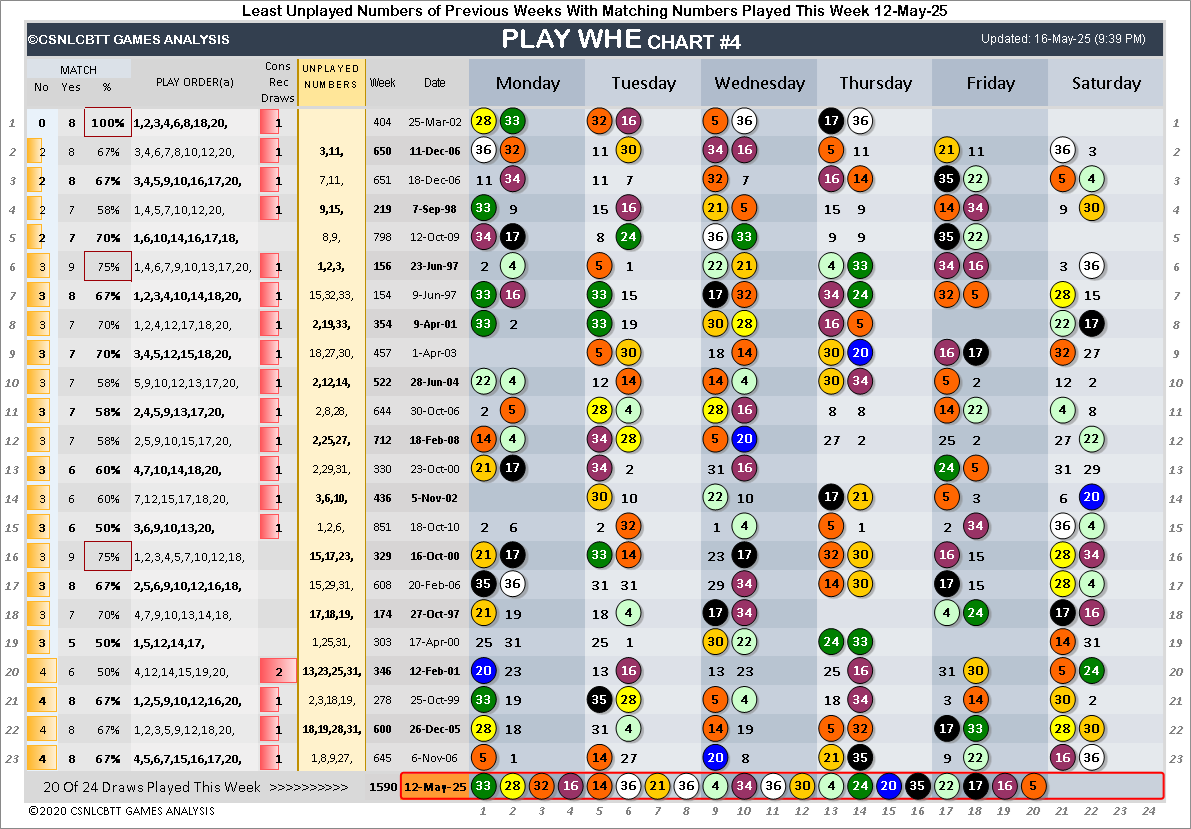 Least Unplayed Numbers of Previous Weeks With Matching Numbers Played This Week 12-May-25
©CSNLCBTT GAMES ANALYSIS PLAY WHE CHART #4 Updated: 16-May-25 (9:39 PM)
MATCH No Yes % PLAY ORDER(a) Cons Rec Draws UNPLAYED NUMBERS Week Date Monday Tuesday Wednesday Thursday Friday Saturday
1 0 8 100% 1,2,3,4,6,8,18,20, 1 404 25-Mar-02 28 33 32 16 5 36 17 36 1
2 2 8 67% 3,4,6,7,8,10,12,20, 1 3,11, 650 11-Dec-06 36 32 11 30 34 16 5 11 21 11 36 3 2
3 2 8 67% 3,4,5,9,10,16,17,20, 1 7,11, 651 18-Dec-06 11 34 11 7 32 7 16 14 35 22 5 4 3
4 2 7 58% 1,4,5,7,10,12,20, 1 9,15, 219 7-Sep-98 33 9 15 16 21 5 15 9 14 34 9 30 4
5 2 7 70% 1,6,10,14,16,17,18, 8,9, 798 12-Oct-09 34 17 8 24 36 33 9 9 35 22 5
6 3 9 75% 1,4,6,7,9,10,13,17,20, 1 1,2,3, 156 23-Jun-97 2 4 5 1 22 21 4 33 34 16 3 36 6
7 3 8 67% 1,2,3,4,10,14,18,20, 1 15,32,33, 154 9-Jun-97 33 16 33 15 17 32 34 24 32 5 28 15 7
8 3 7 70% 1,2,4,12,17,18,20, 1 2,19,33, 354 9-Apr-01 33 2 33 19 30 28 16 5 22 17 8
9 3 7 70% 3,4,5,12,15,18,20, 1 18,27,30, 457 1-Apr-03 5 30 18 14 30 20 16 17 32 27 9
10 3 7 58% 5,9,10,12,13,17,20, 1 2,12,14, 522 28-Jun-04 22 4 12 14 14 4 30 34 5 2 12 2 10
11 3 7 58% 2,4,5,9,13,17,20, 1 2,8,28, 644 30-Oct-06 2 5 28 4 28 16 8 8 14 22 4 8 11
12 3 7 58% 2,5,9,10,15,17,20, 1 2,25,27, 712 18-Feb-08 14 4 34 28 5 20 27 2 25 2 27 22 12
13 3 6 60% 4,7,10,14,18,20, 1 2,29,31, 330 23-Oct-00 21 17 34 2 31 16 24 5 31 29 13
14 3 6 60% 7,12,15,17,18,20, 1 3,6,10, 436 5-Nov-02 30 10 22 10 17 21 5 3 6 20 14
15 3 6 50% 3,6,9,10,13,20, 1 1,2,6, 851 18-Oct-10 2 6 2 32 1 4 5 1 2 34 36 4 15
16 3 9 75% 1,2,3,4,5,7,10,12,18, 15,17,23, 329 16-Oct-00 21 17 33 14 23 17 32 30 16 15 28 34 16
17 3 8 67% 2,5,6,9,10,12,16,18, 15,29,31, 608 20-Feb-06 35 36 31 31 29 34 14 30 17 15 28 4 17
18 3 7 70% 4,7,9,10,13,14,18, 17,18,19, 174 27-Oct-97 21 19 18 4 17 34 4 24 17 16 18
19 3 5 50% 1,5,12,14,17, 1,25,31, 303 17-Apr-00 25 31 25 1 30 22 24 33 14 31 19
20 4 6 50% 4,12,14,15,19,20, 2 13,23,25,31, 346 12-Feb-01 20 23 13 16 13 23 25 16 31 30 5 24 20
21 4 8 67% 1,2,5,9,10,12,16,20, 1 2,3,18,19, 278 25-Oct-99 33 19 35 28 5 4 18 34 3 14 30 2 21
22 4 8 67% 1,2,3,5,9,12,18,20, 1 18,19,28,31, 600 26-Dec-05 28 18 31 4 14 19 5 32 17 33 28 30 22
23 4 8 67% 4,5,6,7,15,16,17,20, 1 1,8,9,27, 645 6-Nov-06 5 1 14 27 20 8 21 35 9 22 16 36 23
20 Of 24 Draws Played This Week >>>>>>>>>> 1590 12-May-25 33 28 32 16 14 36 21 36 4 34 36 30 4 24 20 35 22 17 16 5
©2020 CSNLCBTT GAMES ANALYSIS 1 2 3 4 5 6 7 8 9 10 11 12 13 14 15 16 17 18 19 20 21 22 23 24